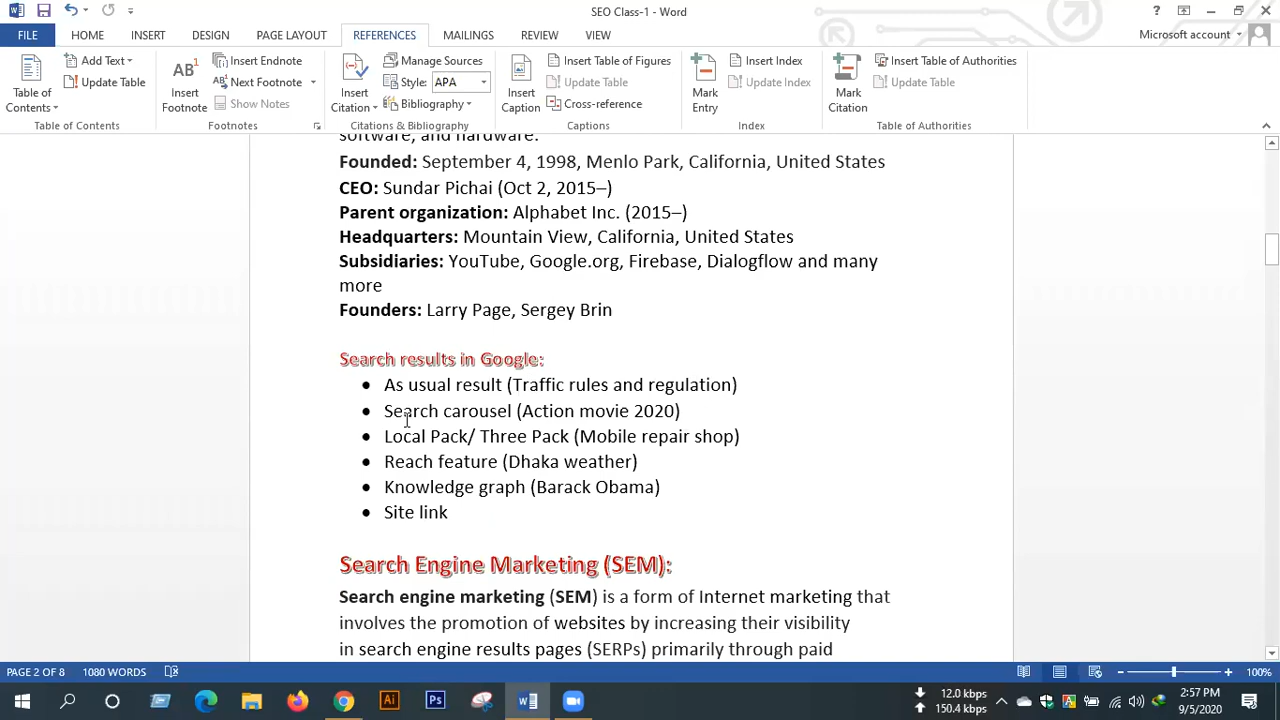 SEO Class-1 - Word
FILE HOME INSERT DESIGN PAGE LAYOUT REFERENCES MAILINGS REVIEW VIEW Microsoft account
Table of Contents
Add Text
Update Table
Table of Contents
AB¹
Insert Footnote
Insert Endnote
Next Footnote
Show Notes
Footnotes
Insert Citation
Manage Sources
Style: APA
Bibliography
Citations & Bibliography
Insert Caption
Insert Table of Figures
Update Table
Cross-reference
Captions
Mark Entry
Insert Index
Update Index
Index
Mark Citation
Insert Table of Authorities
Update Table
Table of Authorities
software, and hardware.
Founded: September 4, 1998, Menlo Park, California, United States
CEO: Sundar Pichai (Oct 2, 2015–)
Parent organization: Alphabet Inc. (2015–)
Headquarters: Mountain View, California, United States
Subsidiaries: YouTube, Google.org, Firebase, Dialogflow and many
more
Founders: Larry Page, Sergey Brin
Search results in Google:
• As usual result (Traffic rules and regulation)
• Search carousel (Action movie 2020)
• Local Pack/ Three Pack (Mobile repair shop)
• Reach feature (Dhaka weather)
• Knowledge graph (Barack Obama)
• Site link
Search Engine Marketing (SEM):
Search engine marketing (SEM) is a form of Internet marketing that
involves the promotion of websites by increasing their visibility
in search engine results pages (SERPs) primarily through paid
PAGE 2 OF 8 1080 WORDS 100%
Ai Ps
12.0 kbps
150.4 kbps
2:57 PM
9/5/2020